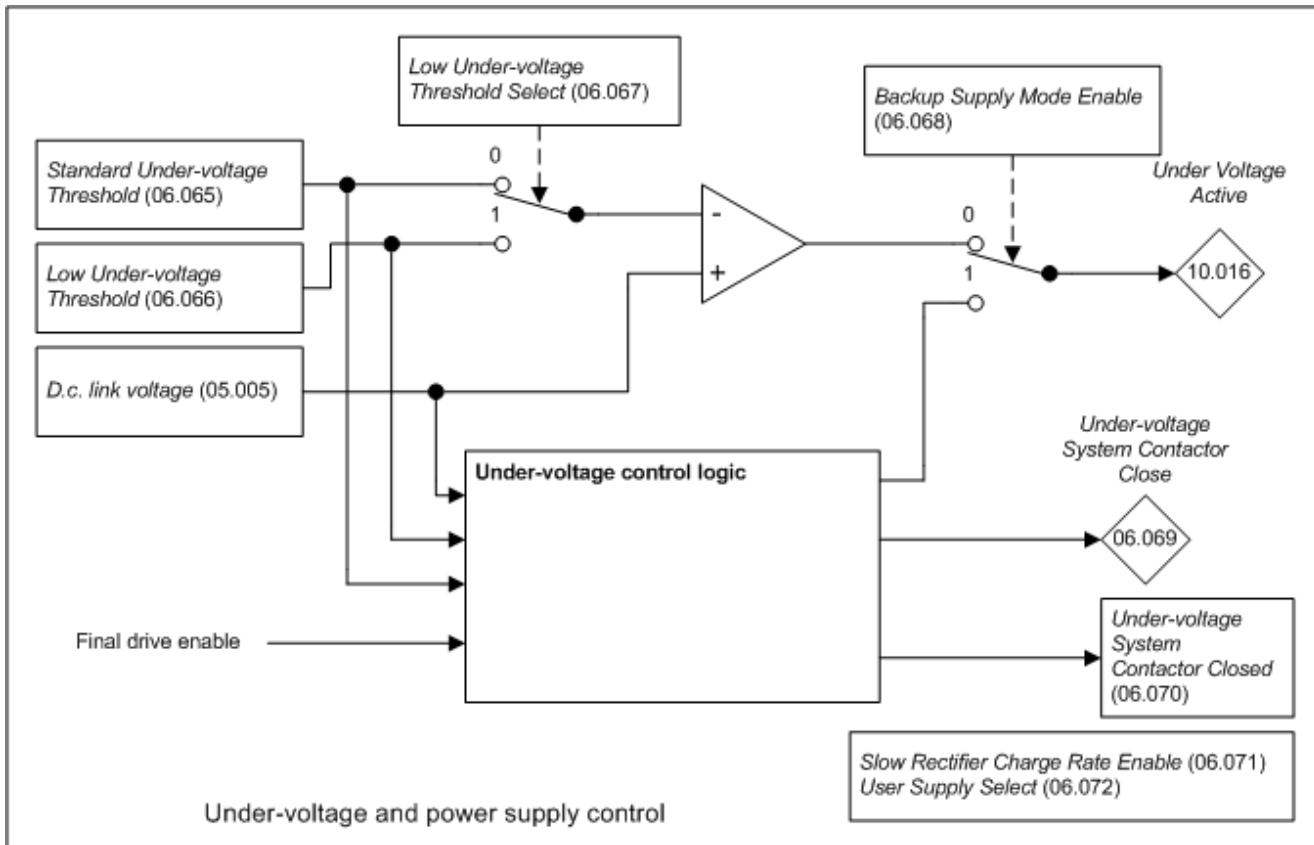 Low Under-voltage
Threshold Select (06.067)
Backup Supply Mode Enable
(06.068)
Standard Under-voltage
Threshold (06.065)
0
1
-
+
0
1
Under Voltage
Active
10.016
Low Under-voltage
Threshold (06.066)
D.c. link voltage (05.005)
Under-voltage control logic
Under-voltage
System Contactor
Close
06.069
Final drive enable
Under-voltage
System
Contactor Closed
(06.070)
Slow Rectifier Charge Rate Enable (06.071)
User Supply Select (06.072)
Under-voltage and power supply control